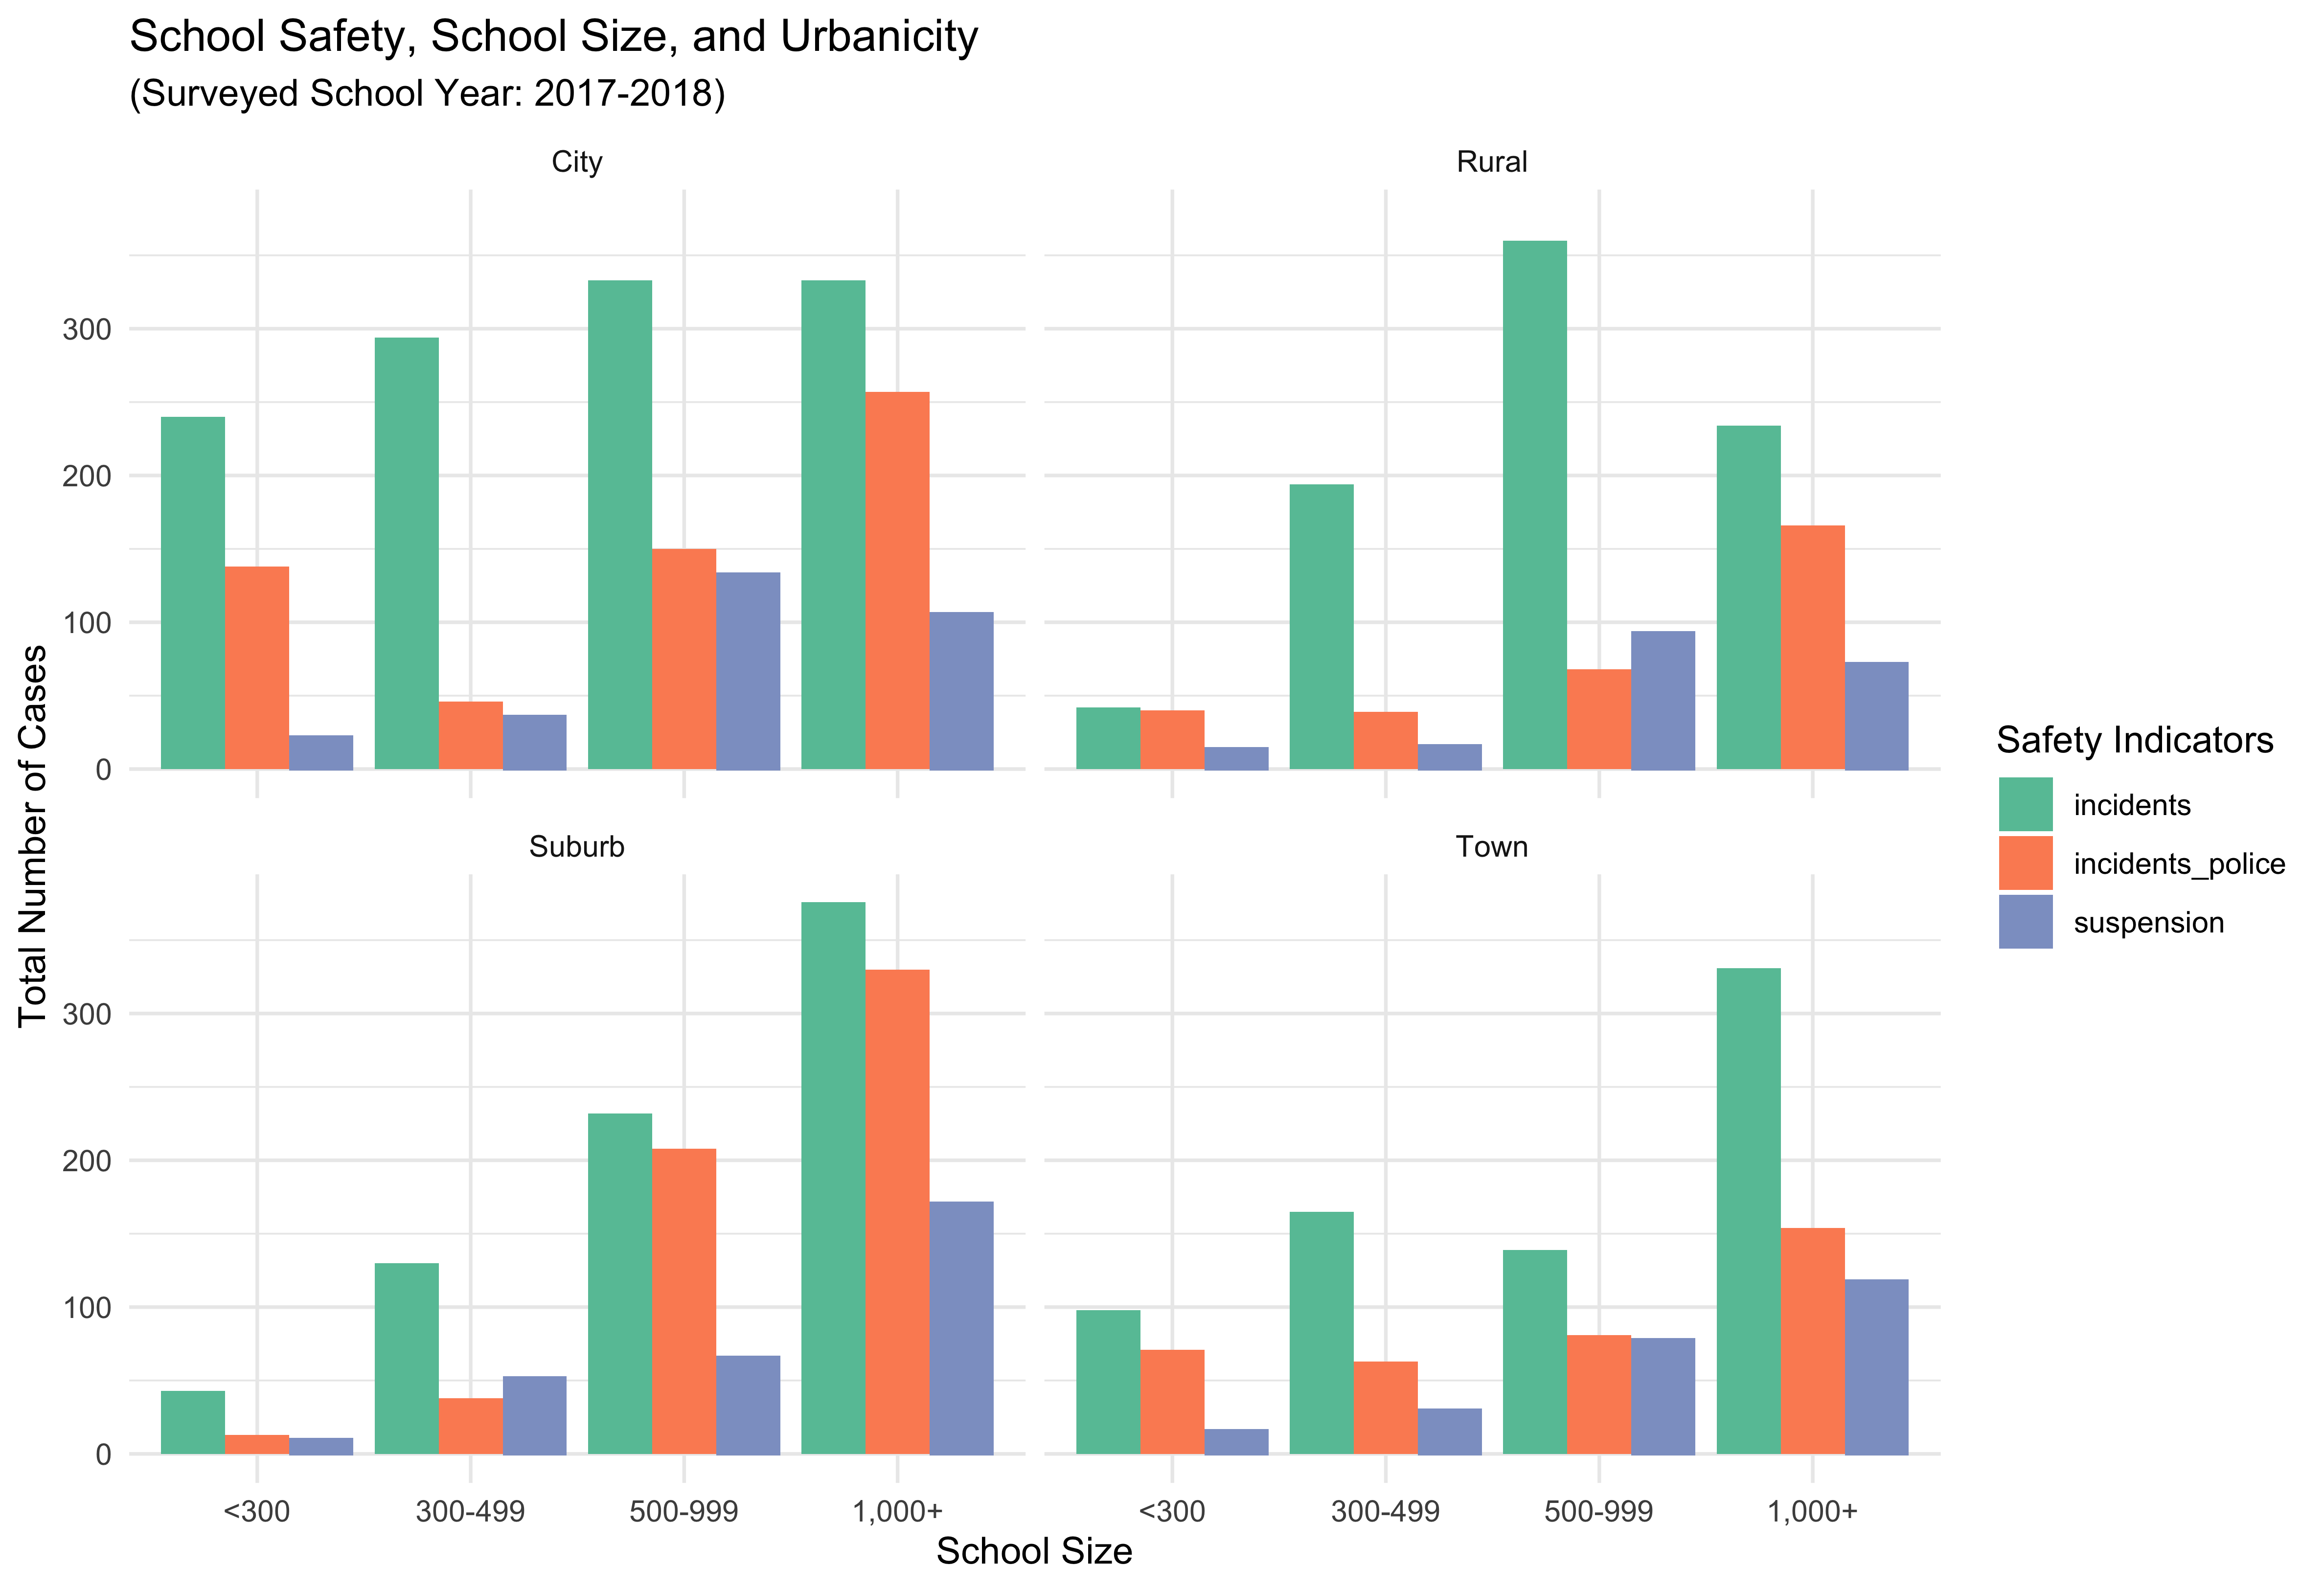 School Safety, School Size, and Urbanicity
(Surveyed School Year: 2017-2018)
City
Rural
300
200
100
0
Suburb
Town
300
200
100
0
Total Number of Cases
<300
300-499
500-999
1,000+
<300
300-499
500-999
1,000+
School Size
Safety Indicators
incidents
incidents_police
suspension